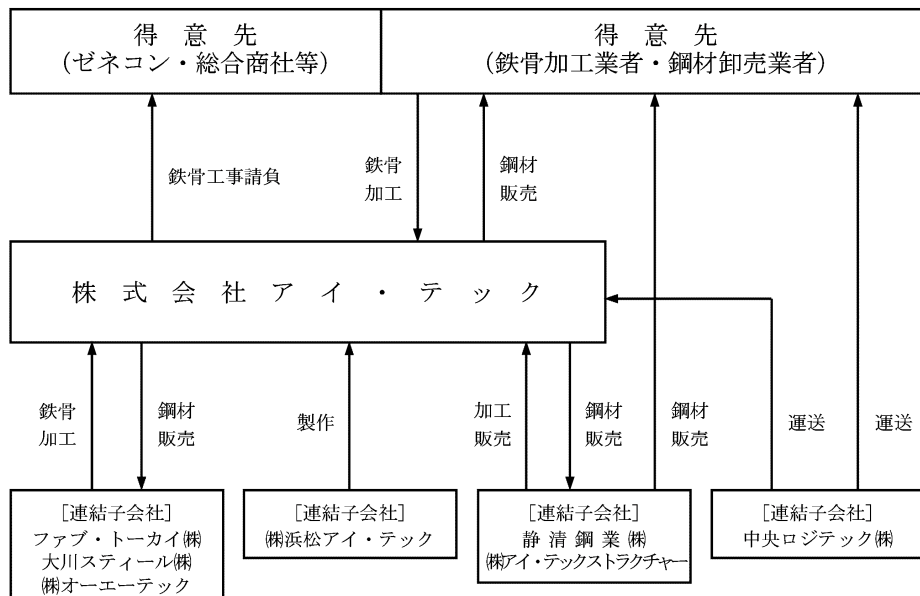 得意先
(ゼネコン・総合商社等)
得意先
(鉄骨加工業者・鋼材卸売業者)
鉄骨工事請負
鉄骨
加工
鋼材
販売
株式会社アイ・テック
鉄骨
加工
鋼材
販売
製作
加工
販売
鋼材
販売
鋼材
販売
運送
運送
[連結子会社]
ファブ・トーカイ㈱
大川スティール㈱
㈱オーエーテック
[連結子会社]
㈱浜松アイ・テック
[連結子会社]
静清鋼業㈱
㈱アイ・テックストラクチャー
[連結子会社]
中央ロジテック㈱